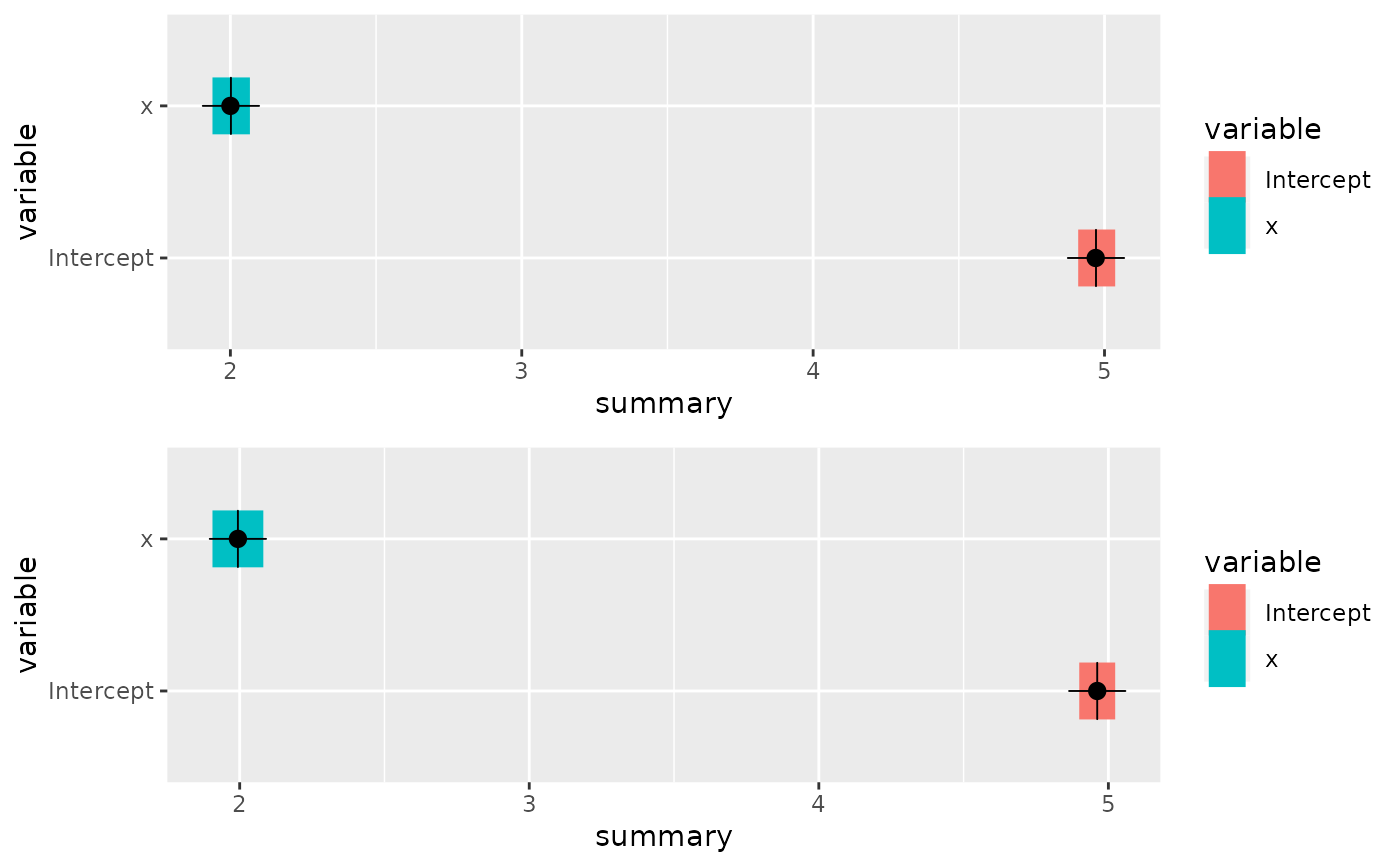 x
Intercept
variable
2 3 4 5
summary
variable
Intercept
x
x
Intercept
variable
2 3 4 5
summary
variable
Intercept
x